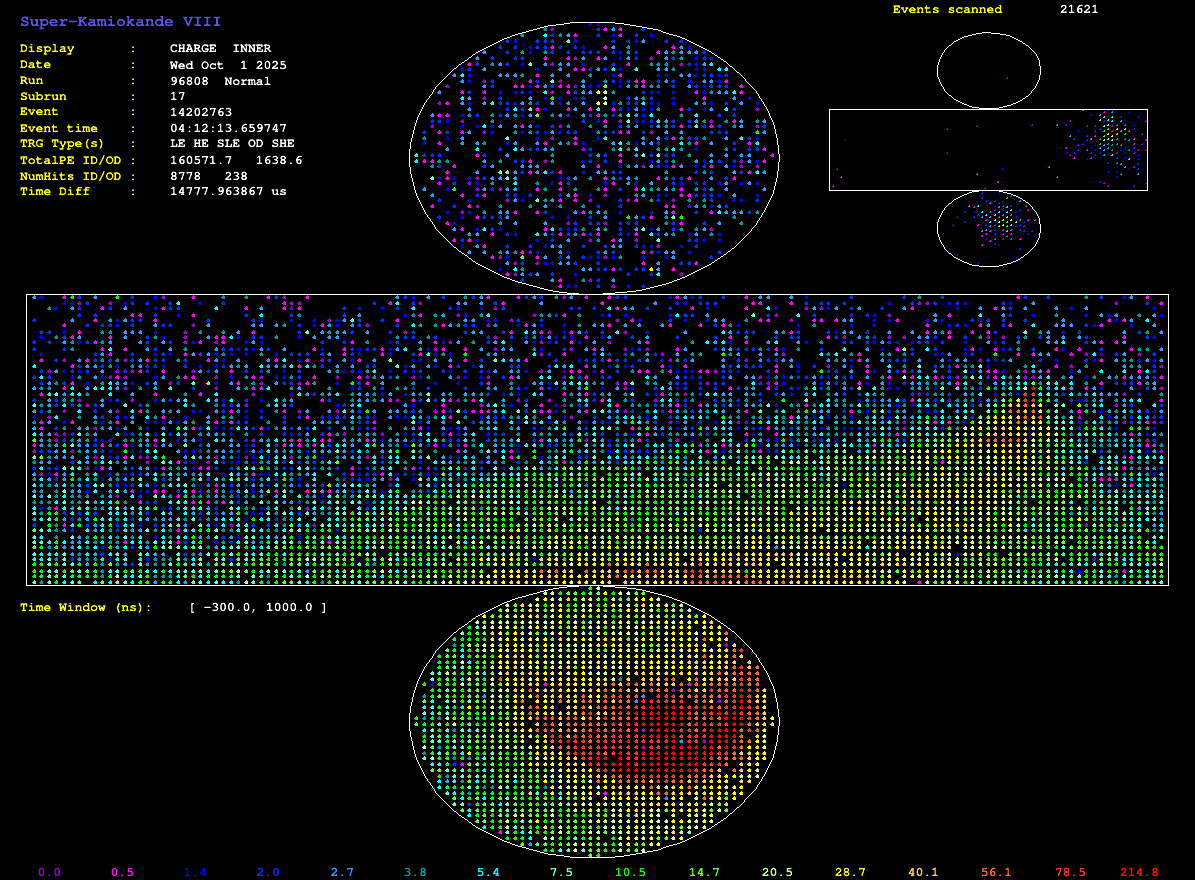 Super-Kamiokande VIII
Events scanned 21621
Display : CHARGE INNER
Date : Wed Oct 1 2025
Run : 96808 Normal
Subrun : 17
Event : 14202763
Event time : 04:12:13.659747
TRG Type(s) : LE HE SLE OD SHE
TotalPE ID/OD : 160571.7 1638.6
NumHits ID/OD : 8778 238
Time Diff : 14777.963867 us
Time Window (ns): [ -300.0, 1000.0 ]
0.0 0.5 1.4 2.0 2.7 3.8 5.4 7.5 10.5 14.7 20.5 28.7 40.1 56.1 78.5 214.8